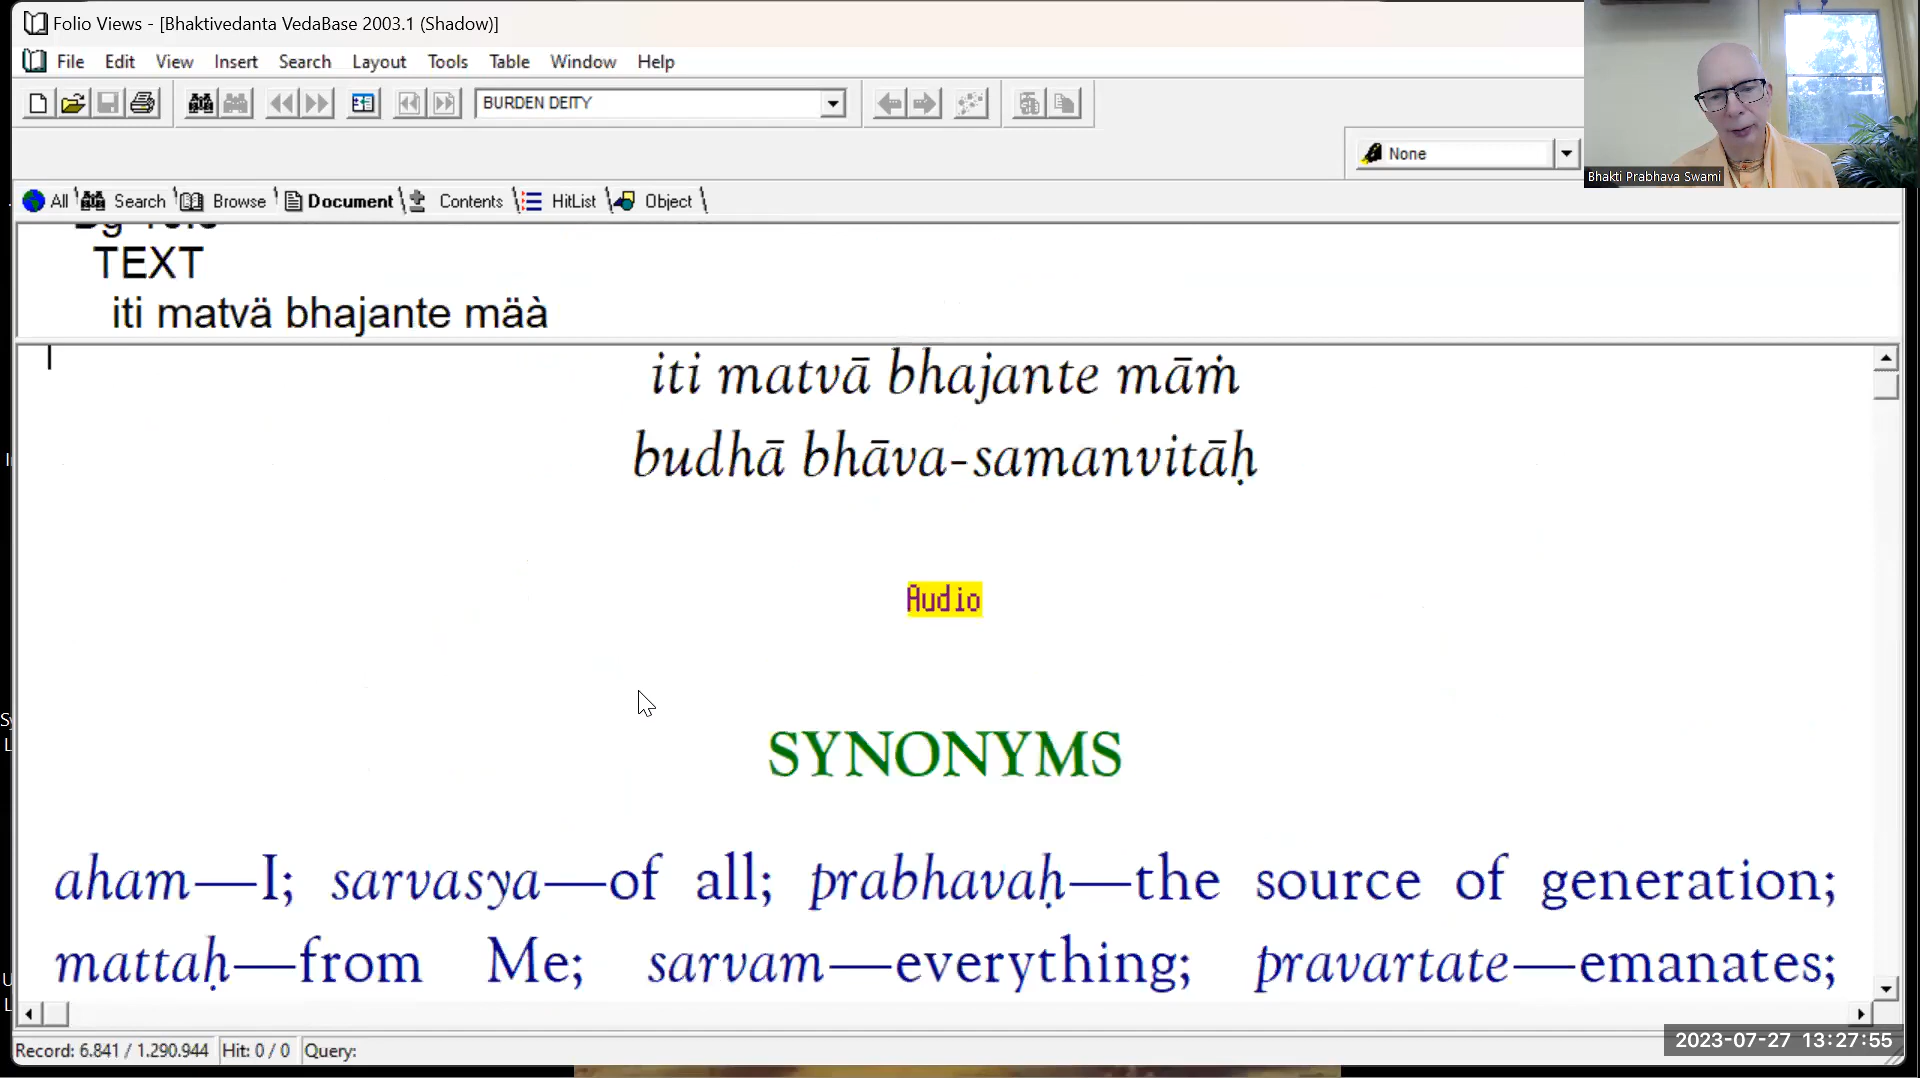 Folio Views - [Bhaktivedanta VedaBase 2003.1 (Shadow)]
File Edit View Insert Search Layout Tools Table Window Help
BURDEN DEITY
None
Bhakti Prabhava Swami
All Search Browse Document Contents HitList Object
TEXT
iti matvä bhajante mäà
iti matvā bhajante māṁ
budhā bhāva-samanvitāḥ
Audio
SYNONYMS
aham—I; sarvasya—of all; prabhavaḥ—the source of generation;
mattaḥ—from Me; sarvam—everything; pravartate—emanates;
Record: 6.841 / 1.290.944 Hit: 0 / 0 Query:
2023-07-27 13:27:55